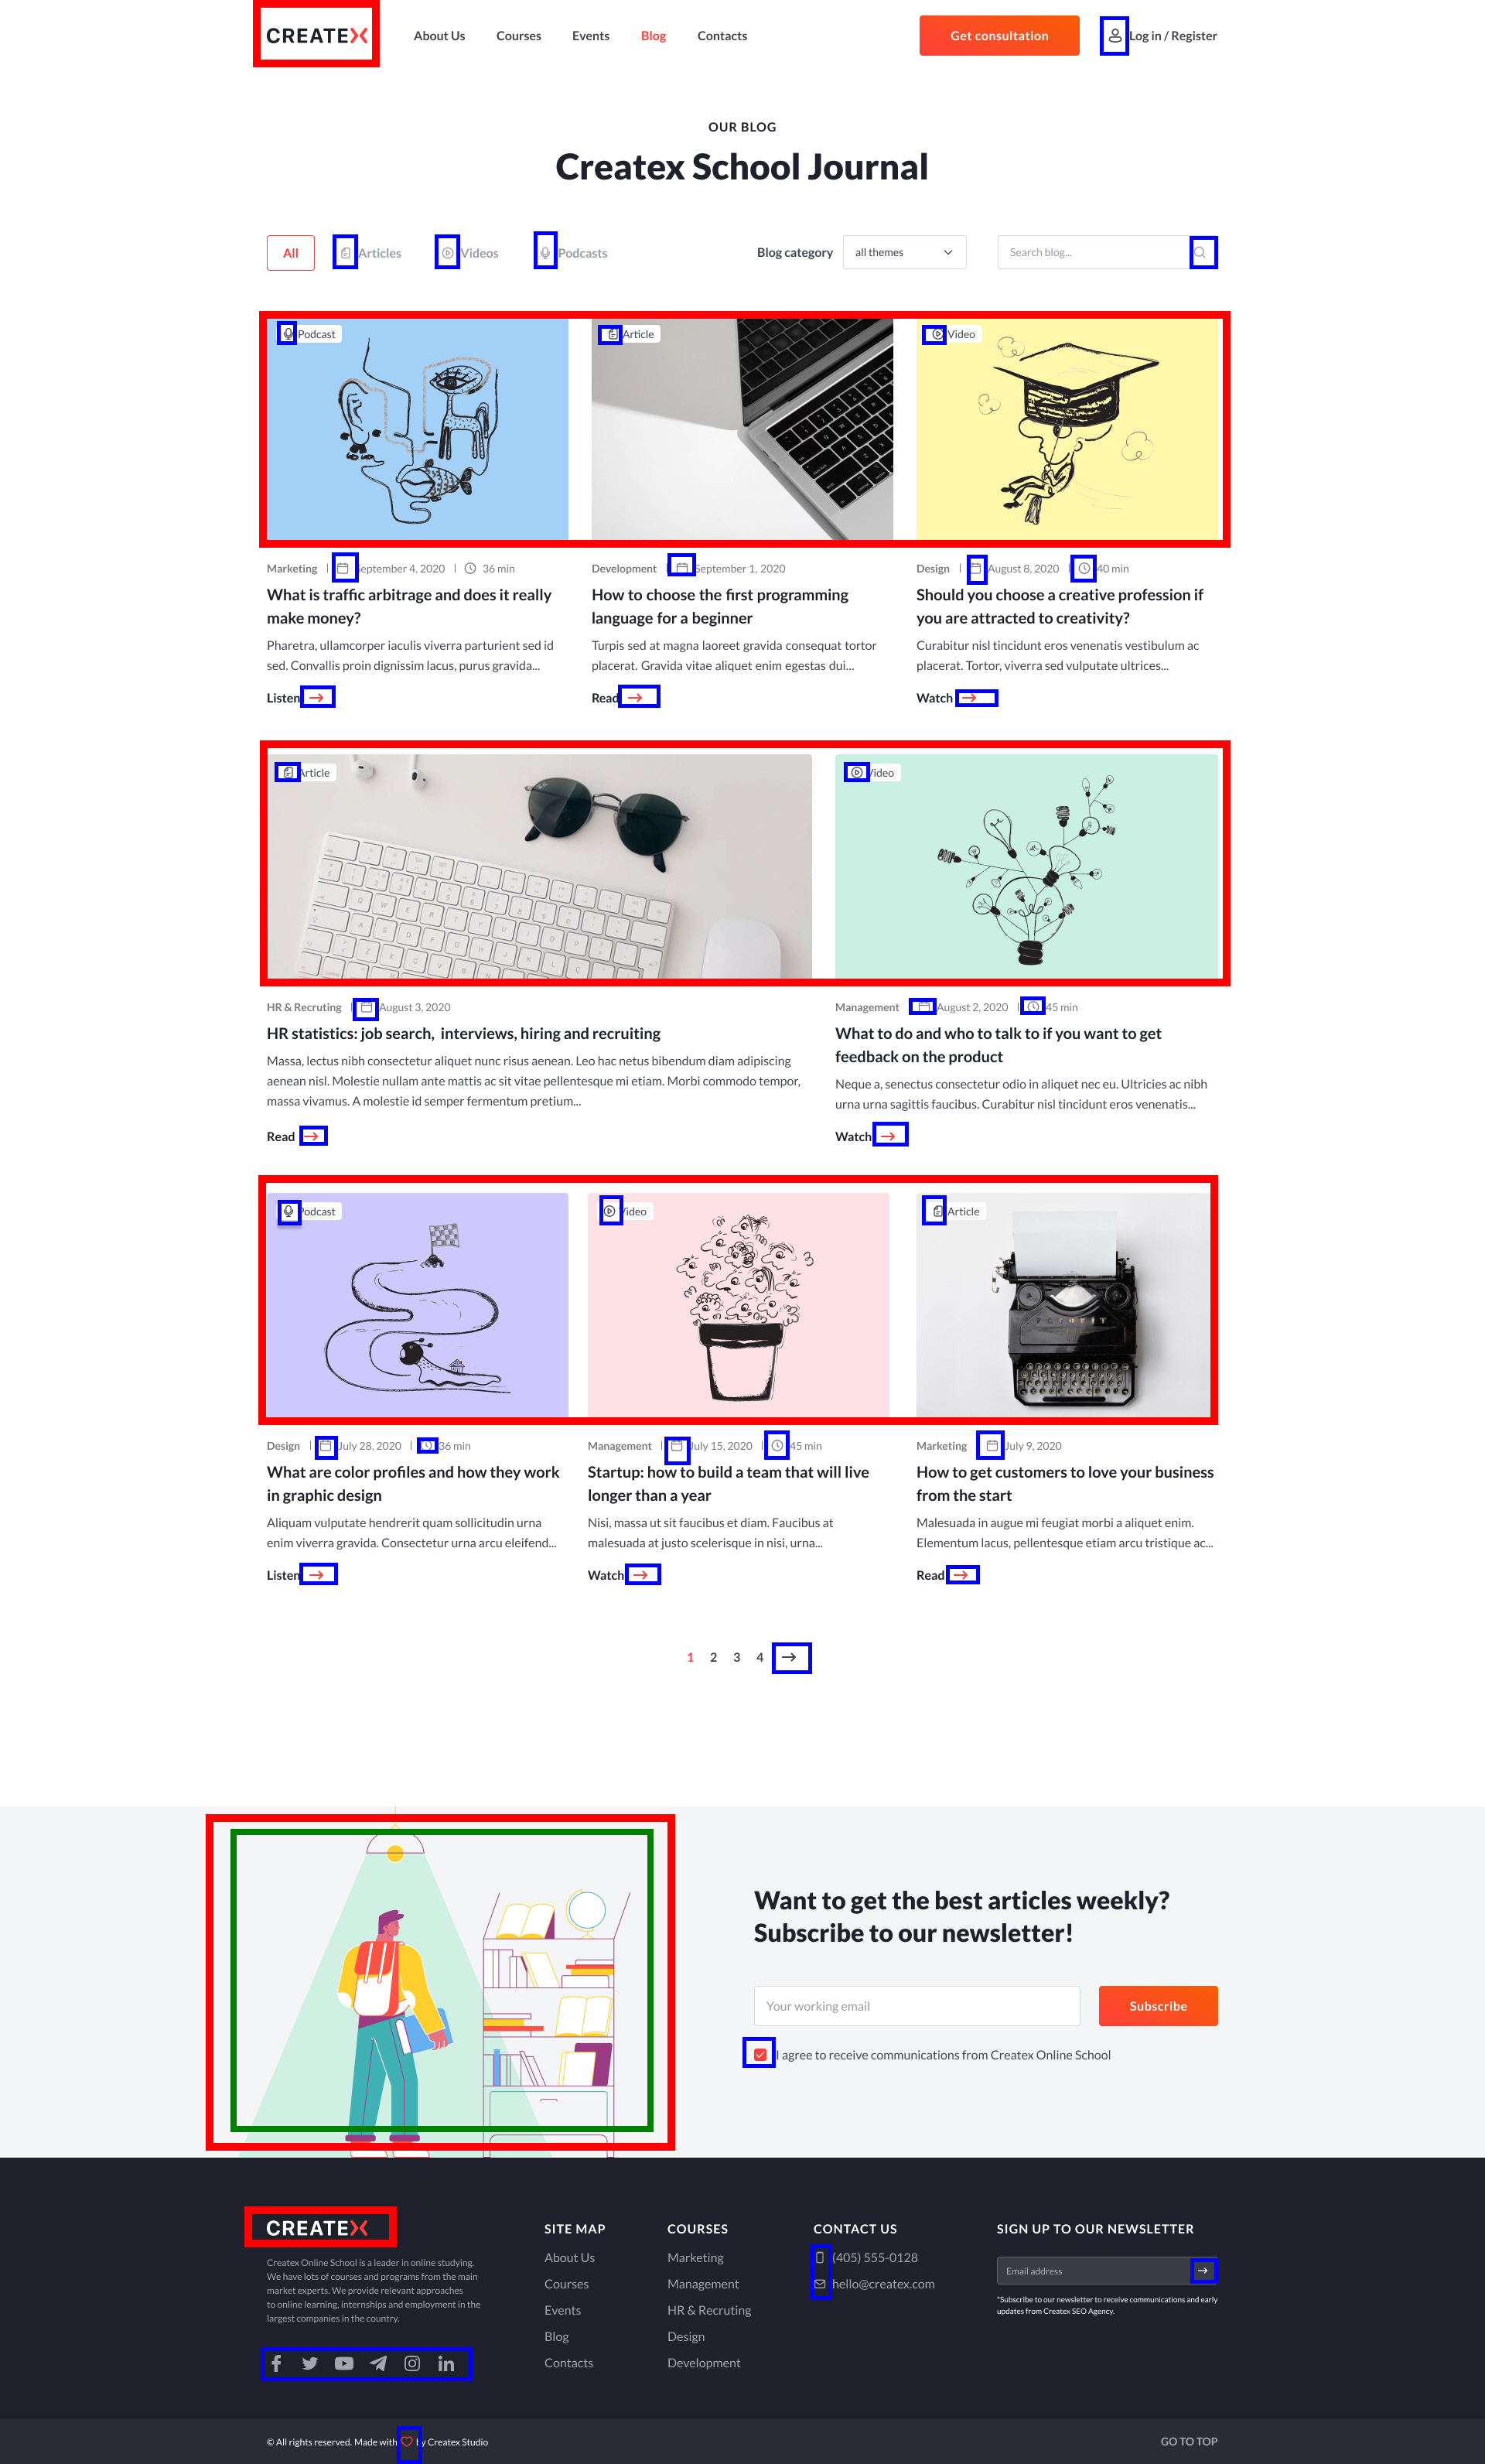 CREATEX
About Us
Courses
Events
Blog
Contacts
Get consultation
Log in / Register
OUR BLOG
Createx School Journal
All
Articles
Videos
Podcasts
Blog category
all themes
Search blog...
Podcast
Article
Video
Marketing | September 4, 2020 | 36 min
What is traffic arbitrage and does it really
make money?
Pharetra, ullamcorper iaculis viverra parturient sed id
sed. Convallis proin dignissim lacus, purus gravida...
Listen
Development | September 1, 2020
How to choose the first programming
language for a beginner
Turpis sed at magna laoreet gravida consequat tortor
placerat. Gravida vitae aliquet enim egestas dui...
Read
Design | August 8, 2020 | 40 min
Should you choose a creative profession if
you are attracted to creativity?
Curabitur nisl tincidunt eros venenatis vestibulum ac
placerat. Tortor, viverra sed vulputate ultrices...
Watch
Article
Video
HR & Recruting | August 3, 2020
HR statistics: job search, interviews, hiring and recruiting
Massa, lectus nibh consectetur aliquet nunc risus aenean. Leo hac netus bibendum diam adipiscing
aenean nisl. Molestie nullam ante mattis ac sit vitae pellentesque mi etiam. Morbi commodo tempor,
massa vivamus. A molestie id semper fermentum pretium...
Read
Management | August 2, 2020 | 45 min
What to do and who to talk to if you want to get
feedback on the product
Neque a, senectus consectetur odio in aliquet nec eu. Ultricies ac nibh
urna urna sagittis faucibus. Curabitur nisl tincidunt eros venenatis...
Watch
Podcast
Video
Article
Design | July 28, 2020 | 36 min
What are color profiles and how they work
in graphic design
Aliquam vulputate hendrerit quam sollicitudin urna
enim viverra gravida. Consectetur urna arcu eleifend...
Listen
Management | July 15, 2020 | 45 min
Startup: how to build a team that will live
longer than a year
Nisi, massa ut sit faucibus et diam. Faucibus at
malesuada at justo scelerisque in nisi, urna...
Watch
Marketing | July 9, 2020
How to get customers to love your business
from the start
Malesuada in augue mi feugiat morbi a aliquet enim.
Elementum lacus, pellentesque etiam arcu tristique ac...
Read
1 2 3 4
Want to get the best articles weekly?
Subscribe to our newsletter!
Your working email
Subscribe
I agree to receive communications from Createx Online School
CREATEX
Createx Online School is a leader in online studying.
We have lots of courses and programs from the main
market experts. We provide relevant approaches
to online learning, internships and employment in the
largest companies in the country.
SITE MAP
About Us
Courses
Events
Blog
Contacts
COURSES
Marketing
Management
HR & Recruting
Design
Development
CONTACT US
(405) 555-0128
hello@createx.com
SIGN UP TO OUR NEWSLETTER
Email address
*Subscribe to our newsletter to receive communications and early
updates from Createx SEO Agency.
© All rights reserved. Made with
by Createx Studio
GO TO TOP